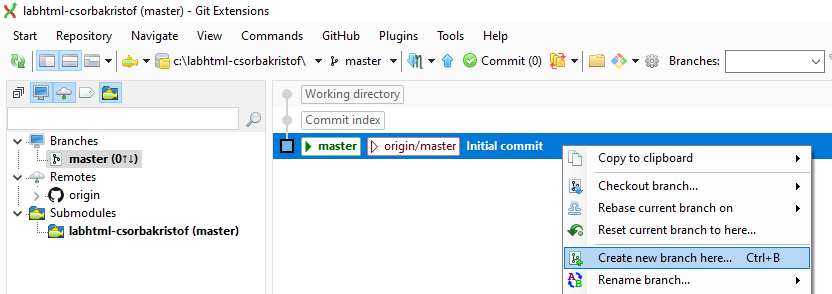 labhtml-csorbakristof (master) - Git Extensions
Start Repository Navigate View Commands GitHub Plugins Tools Help
c:\labhtml-csorbakristof\ master Commit (0) Branches:
Working directory
Commit index
master origin/master Initial commit
Branches
master (0↑↓)
Remotes
origin
Submodules
labhtml-csorbakristof (master)
Copy to clipboard
Checkout branch...
Rebase current branch on
Reset current branch to here...
Create new branch here... Ctrl+B
Rename branch...